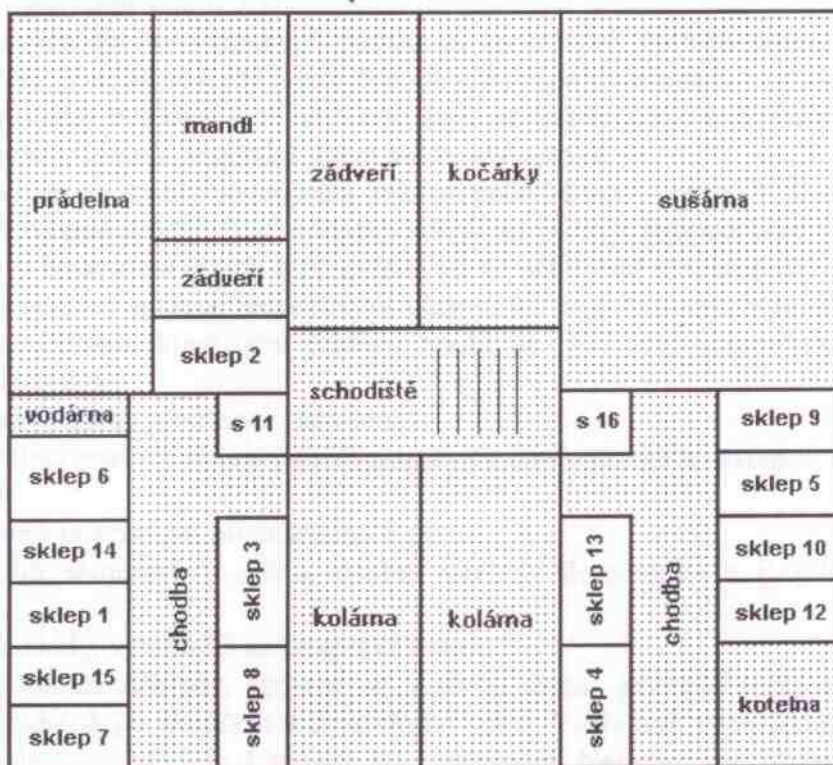 mandl
zádveří
kočárky
prádelna
sušárna
zádveří
sklep 2
schodiště
vodárna
s 11
s 16
sklep 9
sklep 6
sklep 5
sklep 14
sklep 3
sklep 13
sklep 10
chodba
chodba
sklep 1
kolárna
kolárna
sklep 12
sklep 15
sklep 8
sklep 4
kotelna
sklep 7